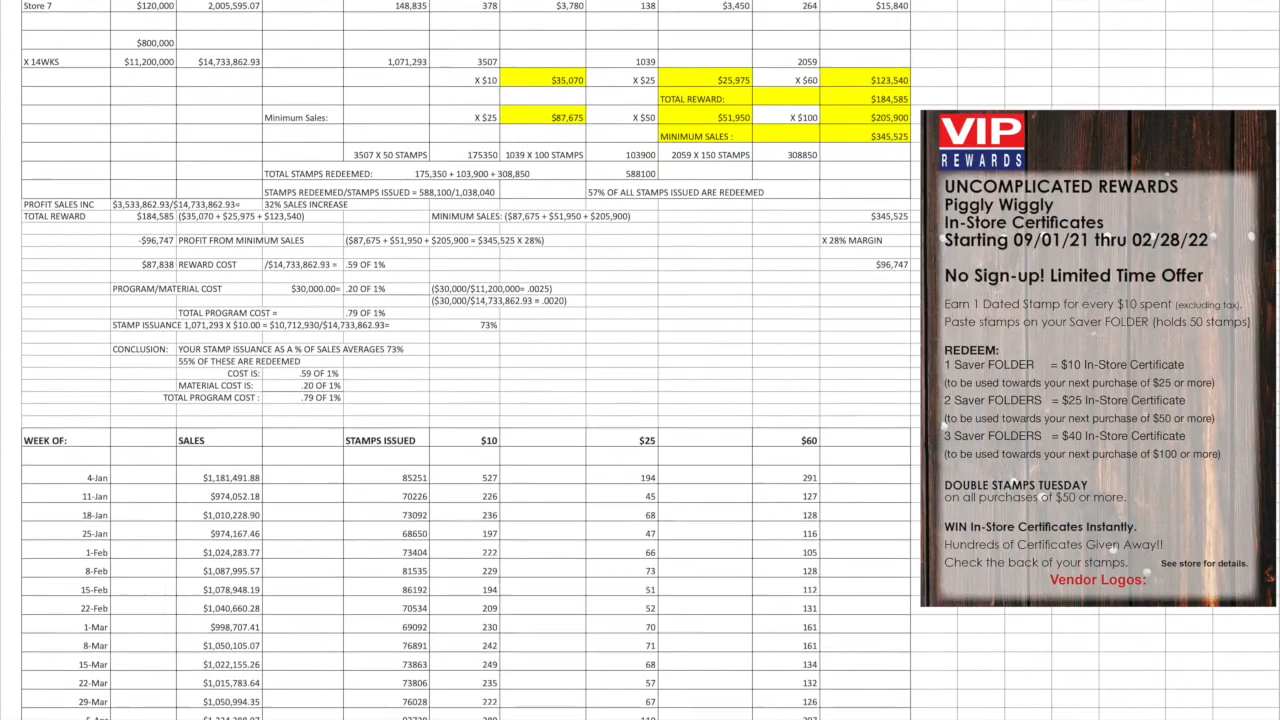 Store 7 $120,000 2,005,595.07 148,835 378 $3,780 138 $3,450 264 $15,840
$800,000
X 14WKS $11,200,000 $14,733,862.93 1,071,293 3507 1039 2059
X $10 $35,070 X $25 $25,975 X $60 $123,540
TOTAL REWARD: $184,585
Minimum Sales: X $25 $87,675 X $50 $51,950 X $100 $205,900
MINIMUM SALES : $345,525
3507 X 50 STAMPS 175350 1039 X 100 STAMPS 103900 2059 X 150 STAMPS 308850
TOTAL STAMPS REDEEMED: 175,350 + 103,900 + 308,850 588100
STAMPS REDEEMED/STAMPS ISSUED = 588,100/1,038,040 57% OF ALL STAMPS ISSUED ARE REDEEMED
PROFIT SALES INC $3,533,862.93/$14,733,862.93= 32% SALES INCREASE
TOTAL REWARD $184,585 ($35,070 + $25,975 + $123,540) MINIMUM SALES: ($87,675 + $51,950 + $205,900) $345,525
-$96,747 PROFIT FROM MINIMUM SALES ($87,675 + $51,950 + $205,900 = $345,525 X 28%) X 28% MARGIN
$87,838 REWARD COST /$14,733,862.93 = .59 OF 1% $96,747
PROGRAM/MATERIAL COST $30,000.00= .20 OF 1% ($30,000/$11,200,000= .0025)
($30,000/$14,733,862.93 = .0020)
TOTAL PROGRAM COST = .79 OF 1%
STAMP ISSUANCE 1,071,293 X $10.00 = $10,712,930/$14,733,862.93= 73%
CONCLUSION: YOUR STAMP ISSUANCE AS A % OF SALES AVERAGES 73%
55% OF THESE ARE REDEEMED
COST IS: .59 OF 1%
MATERIAL COST IS: .20 OF 1%
TOTAL PROGRAM COST : .79 OF 1%
WEEK OF: SALES STAMPS ISSUED $10 $25 $60
4-Jan $1,181,491.88 85251 527 194 291
11-Jan $974,052.18 70226 226 45 127
18-Jan $1,010,228.90 73092 236 68 128
25-Jan $974,167.46 68650 197 47 116
1-Feb $1,024,283.77 73404 222 66 105
8-Feb $1,087,995.57 81535 229 73 128
15-Feb $1,078,948.19 86192 194 51 112
22-Feb $1,040,660.28 70534 209 52 131
1-Mar $998,707.41 69092 230 70 161
8-Mar $1,050,105.07 76891 242 71 161
15-Mar $1,022,155.26 73863 249 68 134
22-Mar $1,015,783.64 73806 235 57 132
29-Mar $1,050,994.35 76028 222 67 126
VIP
REWARDS
UNCOMPLICATED REWARDS
Piggly Wiggly
In-Store Certificates
Starting 09/01/21 thru 02/28/22
No Sign-up! Limited Time Offer
Earn 1 Dated Stamp for every $10 spent (excluding tax).
Paste stamps on your Saver FOLDER (holds 50 stamps)
REDEEM:
1 Saver FOLDER = $10 In-Store Certificate
(to be used towards your next purchase of $25 or more)
2 Saver FOLDERS = $25 In-Store Certificate
(to be used towards your next purchase of $50 or more)
3 Saver FOLDERS = $40 In-Store Certificate
(to be used towards your next purchase of $100 or more)
DOUBLE STAMPS TUESDAY
on all purchases of $50 or more.
WIN In-Store Certificates Instantly.
Hundreds of Certificates Given Away!!
Check the back of your stamps. See store for details.
Vendor Logos: